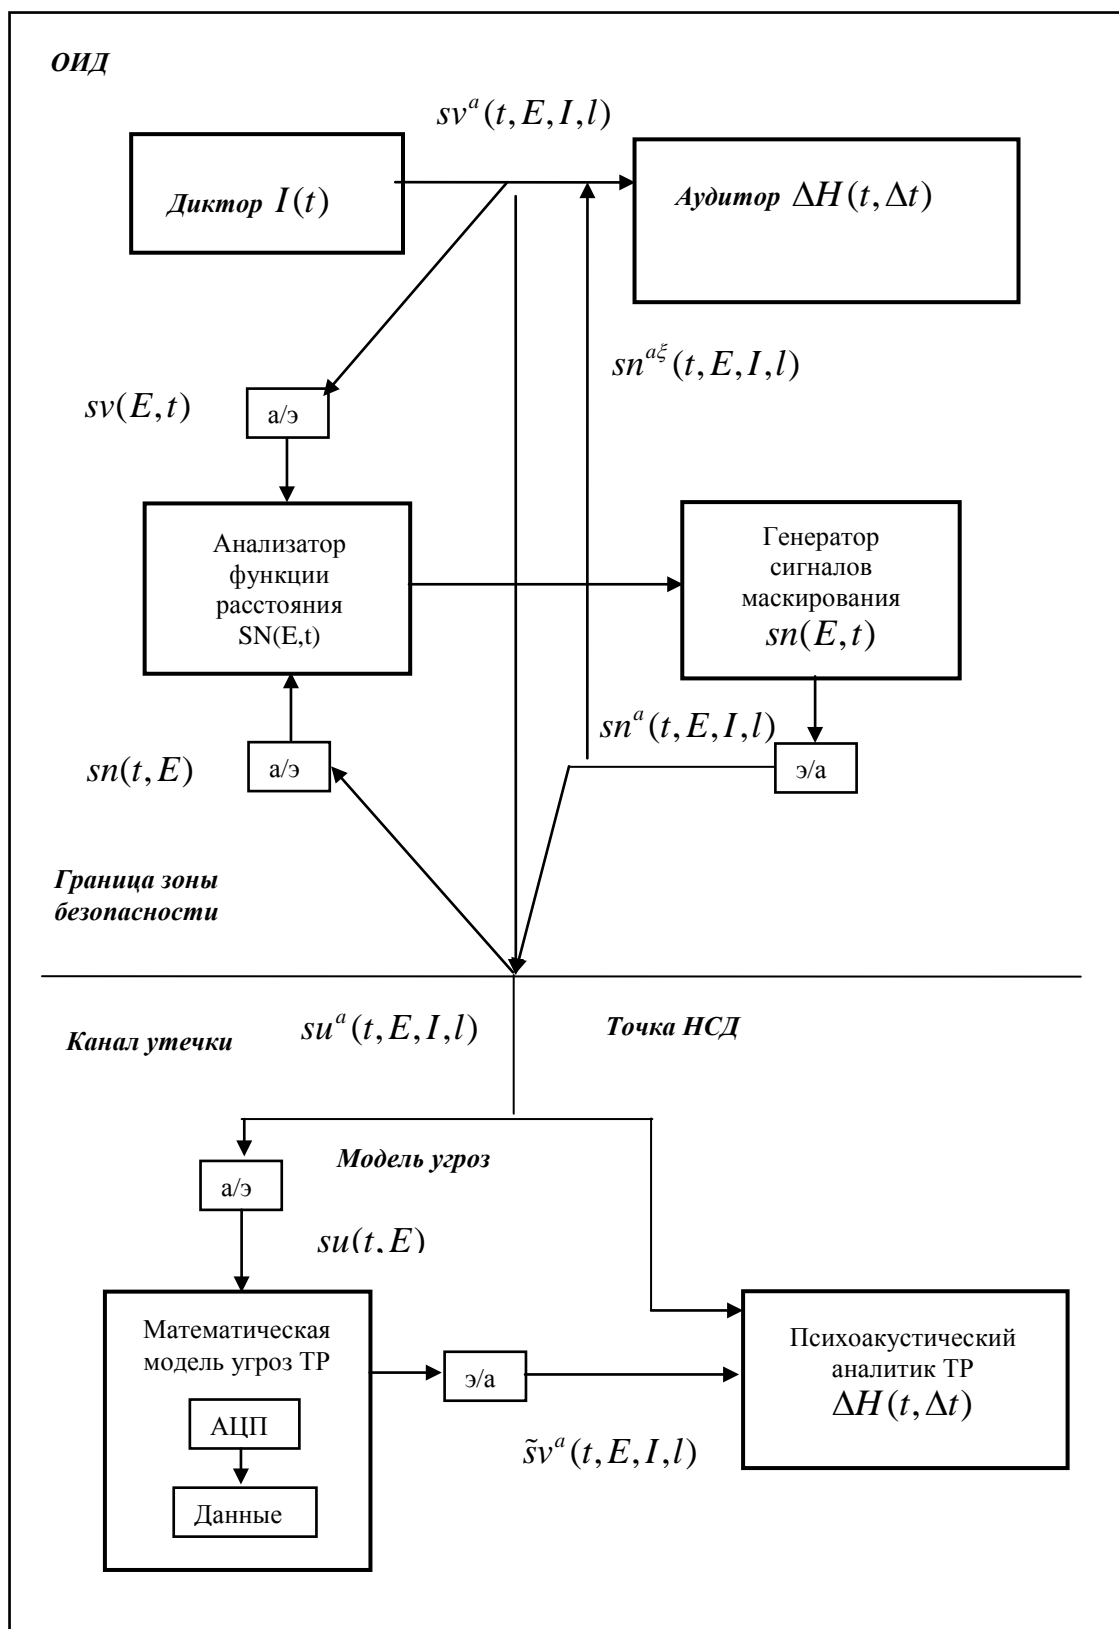 ОИД
sv^a(t,E,I,l)
Диктор I(t)
Аудитор ΔH(t,Δt)
sn^{aξ}(t,E,I,l)
sv(E,t)
а/э
Анализатор
функции
расстояния
SN(E,t)
Генератор
сигналов
маскирования
sn(E,t)
sn^a(t,E,I,l)
sn(t,E)
а/э
э/а
Граница зоны
безопасности
su^a(t,E,I,l)
Точка НСД
Канал утечки
Модель угроз
а/э
su(t,E)
Математическая
модель угроз ТР
АЦП
Данные
э/а
Психоакустический
аналитик ТР
ΔH(t,Δt)
s̃v^a(t,E,I,l)